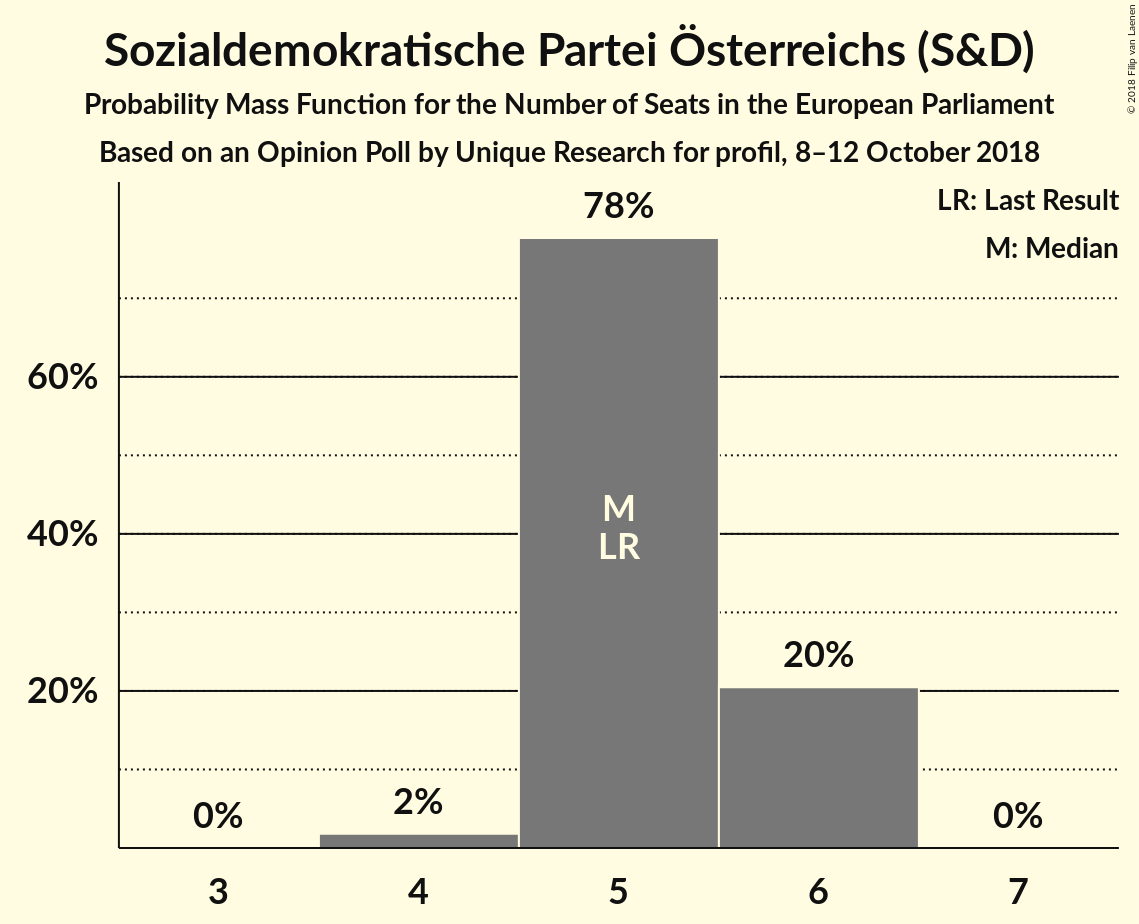 Sozialdemokratische Partei Österreichs (S&D)
Probability Mass Function for the Number of Seats in the European Parliament
Based on an Opinion Poll by Unique Research for profil, 8–12 October 2018
© 2018 Filip van Laenen
LR: Last Result
M: Median
78%
60%
M
40%
LR
20%
20%
2%
0%
0%
3 4 5 6 7